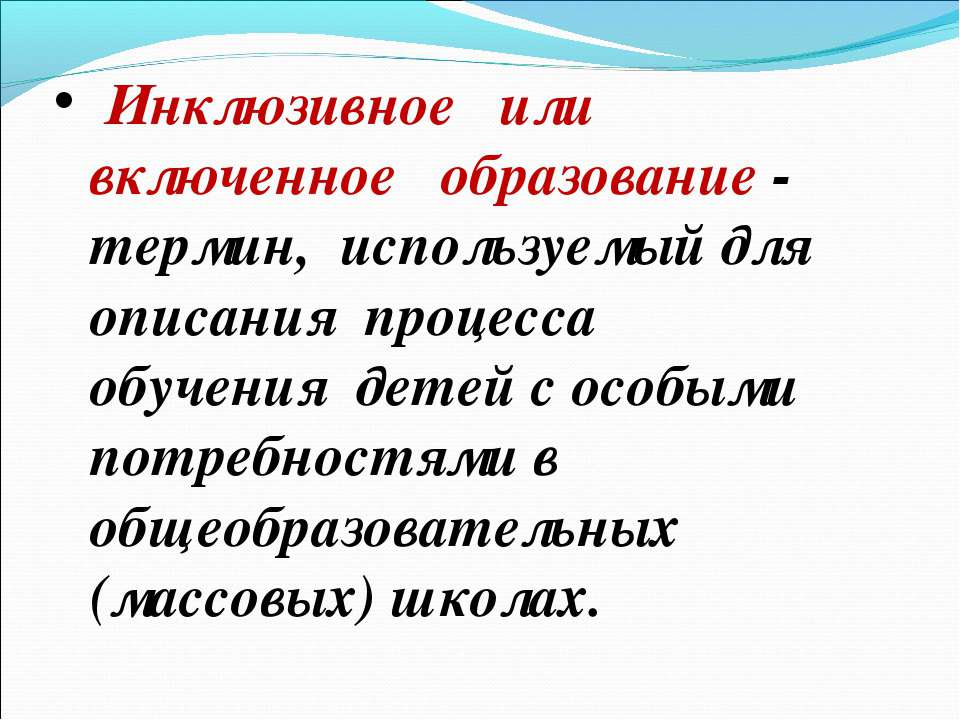 • Инклюзивное или
включенное образование -
термин, используемый для
описания процесса
обучения детей с особыми
потребностями в
общеобразовательных
(массовых) школах.